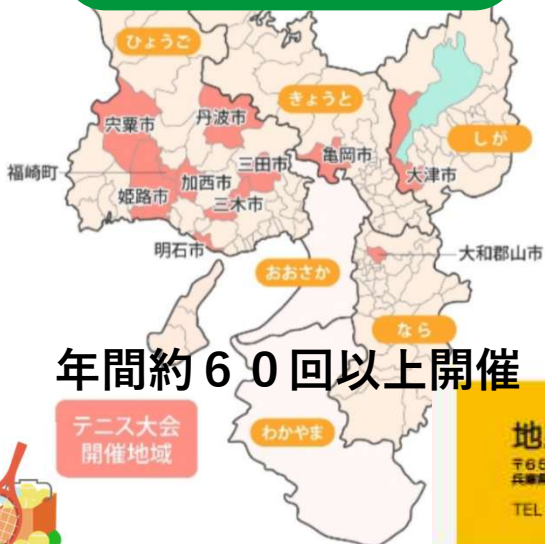 ひょうご
きょうと
しが
丹波市
宍粟市
福崎町
三田市
亀岡市
大津市
加西市
姫路市
三木市
明石市
大和郡山市
おおさか
なら
年間約６０回以上開催
テニス大会
開催地域
わかやま
地
〒65
兵庫県
TEL